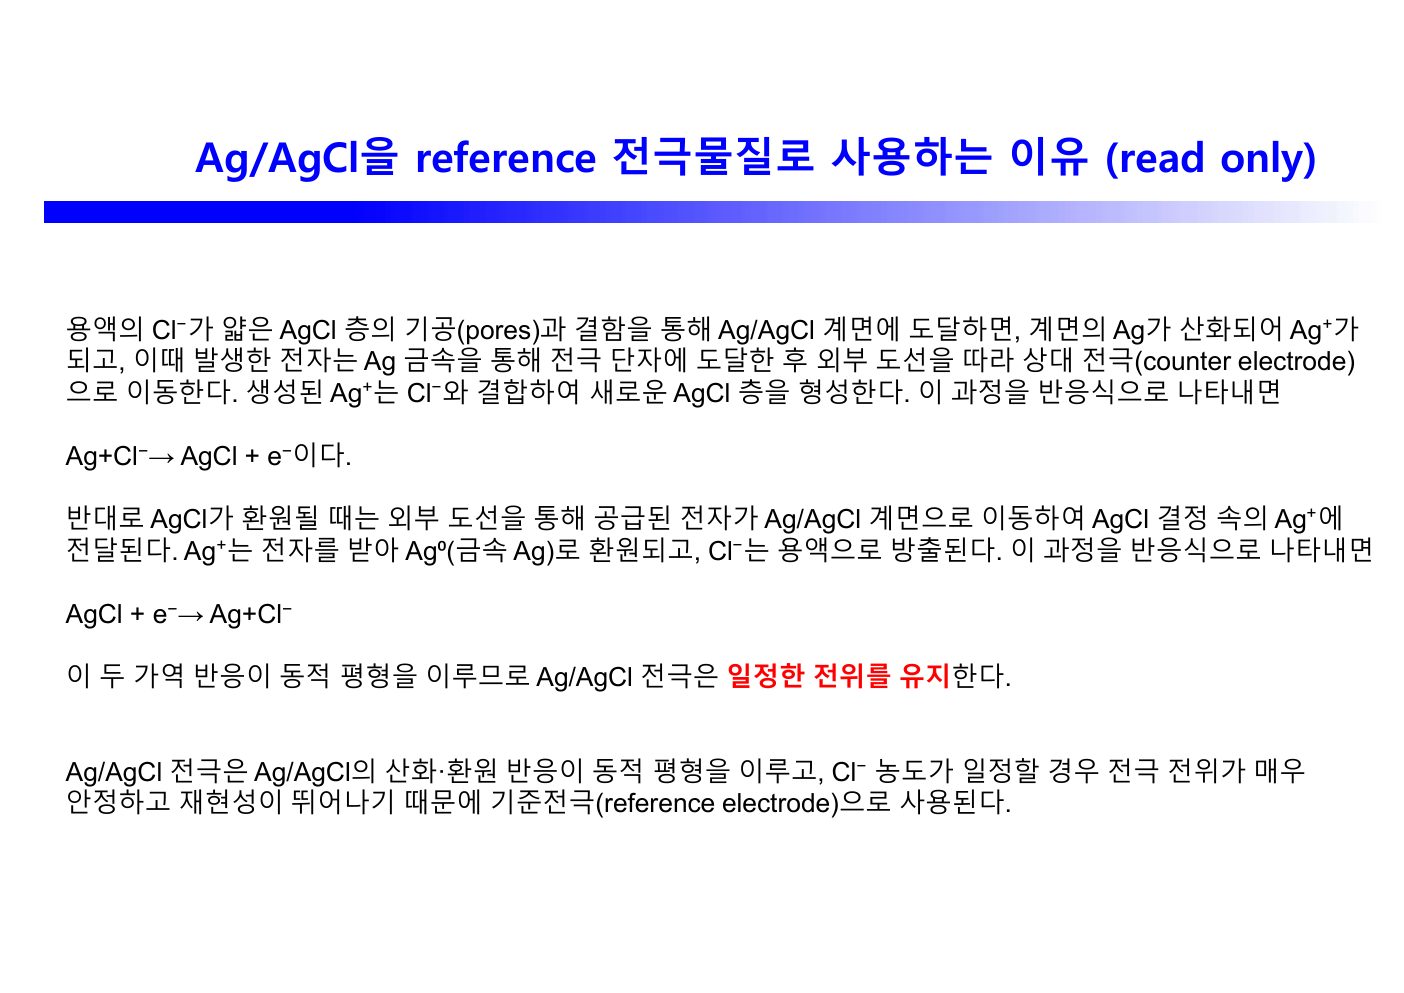 Ag/AgCl을 reference 전극물질로 사용하는 이유 (read only)
용액의 Cl⁻가 얇은 AgCl 층의 기공(pores)과 결함을 통해 Ag/AgCl 계면에 도달하면, 계면의 Ag가 산화되어 Ag⁺가
되고, 이때 발생한 전자는 Ag 금속을 통해 전극 단자에 도달한 후 외부 도선을 따라 상대 전극(counter electrode)
으로 이동한다. 생성된 Ag⁺는 Cl⁻와 결합하여 새로운 AgCl 층을 형성한다. 이 과정을 반응식으로 나타내면
Ag+Cl⁻→ AgCl + e⁻이다.
반대로 AgCl가 환원될 때는 외부 도선을 통해 공급된 전자가 Ag/AgCl 계면으로 이동하여 AgCl 결정 속의 Ag⁺에
전달된다. Ag⁺는 전자를 받아 Ag⁰(금속 Ag)로 환원되고, Cl⁻는 용액으로 방출된다. 이 과정을 반응식으로 나타내면
AgCl + e⁻→ Ag+Cl⁻
이 두 가역 반응이 동적 평형을 이루므로 Ag/AgCl 전극은 일정한 전위를 유지한다.
Ag/AgCl 전극은 Ag/AgCl의 산화·환원 반응이 동적 평형을 이루고, Cl⁻ 농도가 일정할 경우 전극 전위가 매우
안정하고 재현성이 뛰어나기 때문에 기준전극(reference electrode)으로 사용된다.